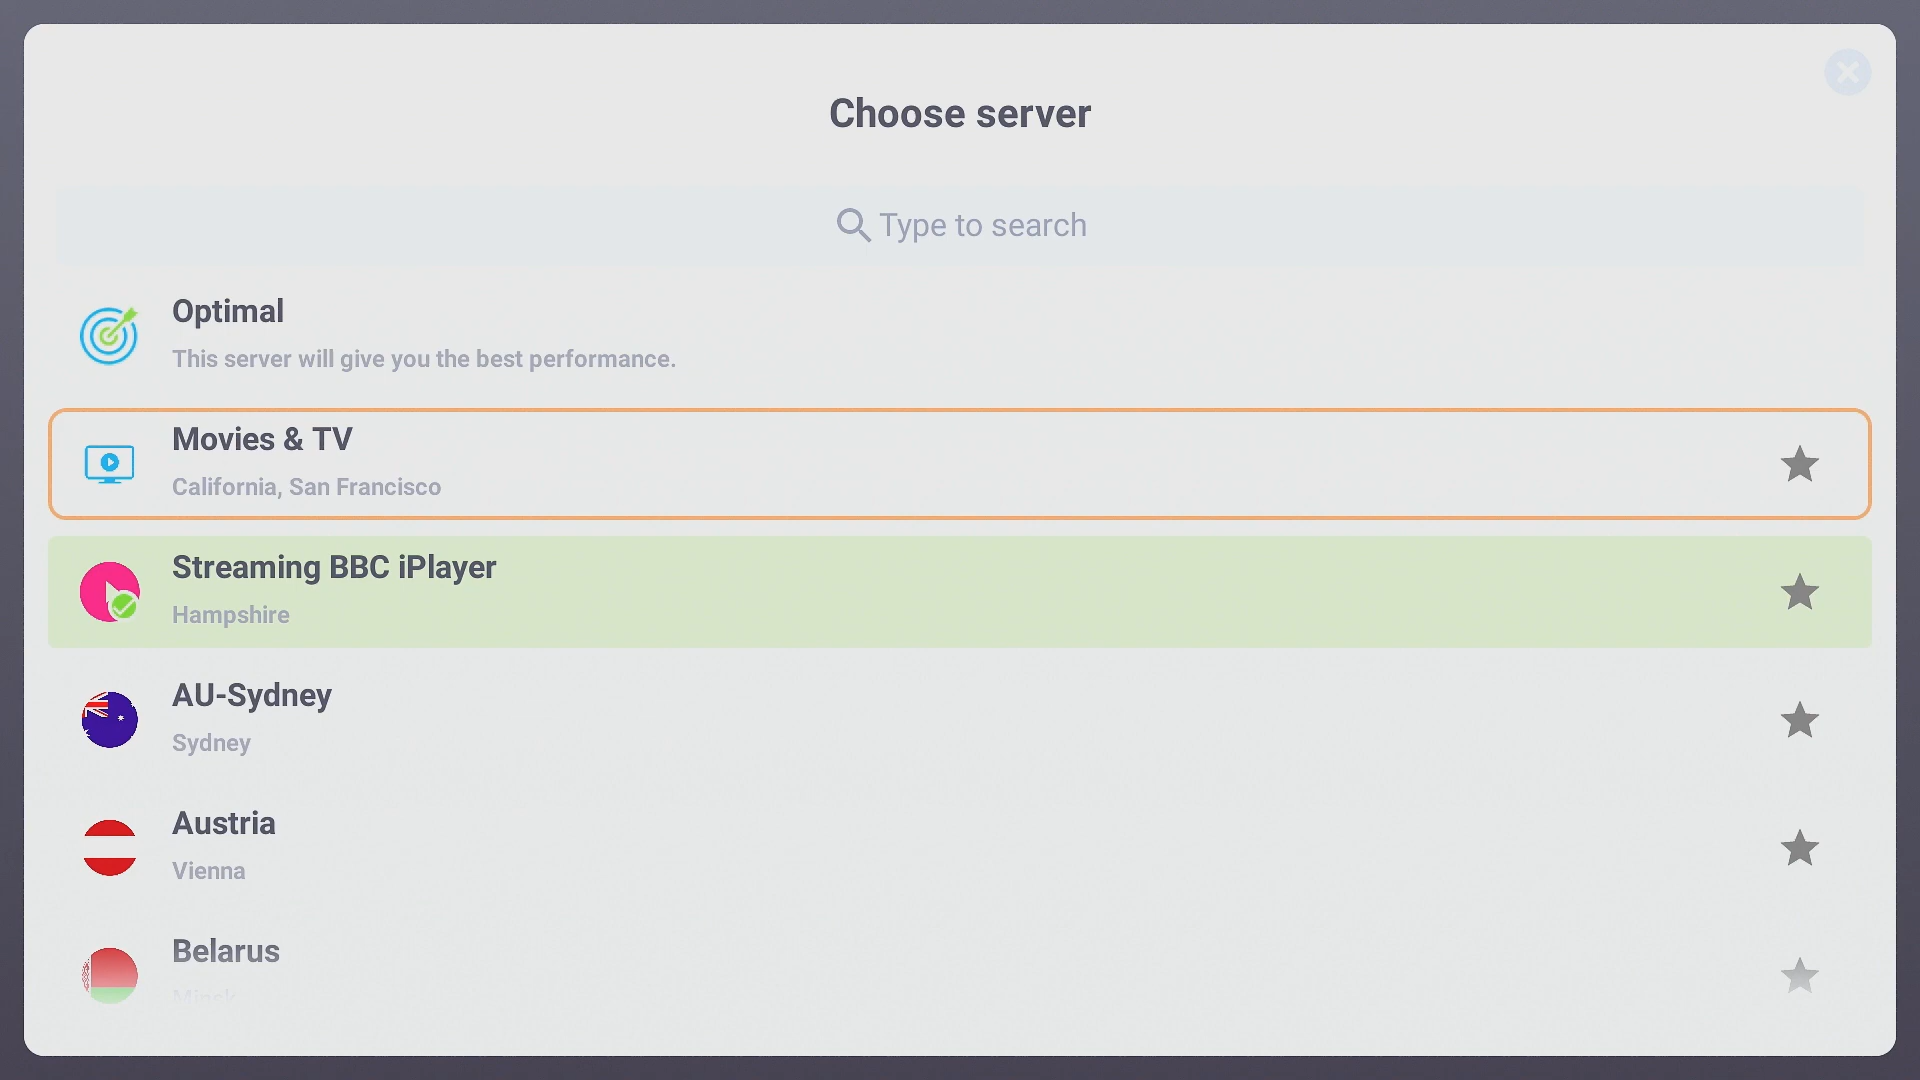 Choose server
Type to search
Optimal
This server will give you the best performance.
Movies & TV
California, San Francisco
Streaming BBC iPlayer
Hampshire
AU-Sydney
Sydney
Austria
Vienna
Belarus
Minsk